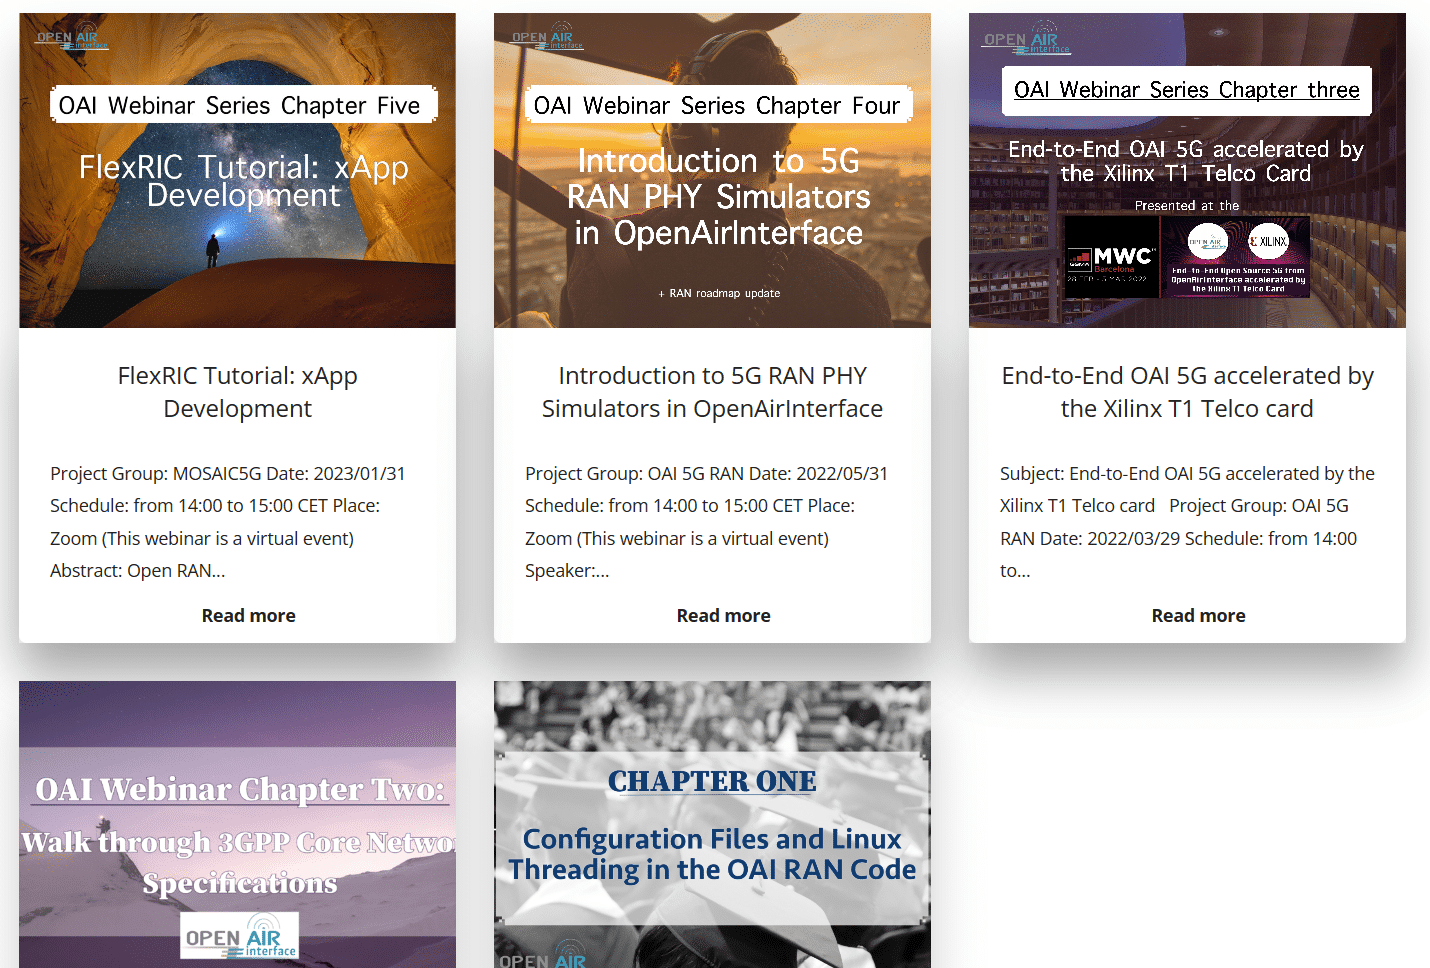 OPEN AIR
interface
OAI Webinar Series Chapter Five
FlexRIC Tutorial: xApp
Development
FlexRIC Tutorial: xApp
Development
Project Group: MOSAIC5G Date: 2023/01/31
Schedule: from 14:00 to 15:00 CET Place:
Zoom (This webinar is a virtual event)
Abstract: Open RAN...
Read more
OPEN AIR
interface
OAI Webinar Series Chapter Four
Introduction to 5G
RAN PHY Simulators
in OpenAirInterface
+ RAN roadmap update
Introduction to 5G RAN PHY
Simulators in OpenAirInterface
Project Group: OAI 5G RAN Date: 2022/05/31
Schedule: from 14:00 to 15:00 CET Place:
Zoom (This webinar is a virtual event)
Speaker:...
Read more
OPEN AIR
interface
OAI Webinar Series Chapter three
End-to-End OAI 5G accelerated by
the Xilinx T1 Telco Card
Presented at the
GSMA MWC
Barcelona
28 FEB - 3 MAR 2022
OPEN AIR
interface
XILINX
End-to-End Open Source 5G from
OpenAirInterface accelerated by
the Xilinx T1 Telco Card
End-to-End OAI 5G accelerated by
the Xilinx T1 Telco card
Subject: End-to-End OAI 5G accelerated by the
Xilinx T1 Telco card Project Group: OAI 5G
RAN Date: 2022/03/29 Schedule: from 14:00
to...
Read more
OAI Webinar Chapter Two:
Walk through 3GPP Core Netwo
Specifications
OPEN AIR
interface
CHAPTER ONE
Configuration Files and Linux
Threading in the OAI RAN Code
OPEN AIR